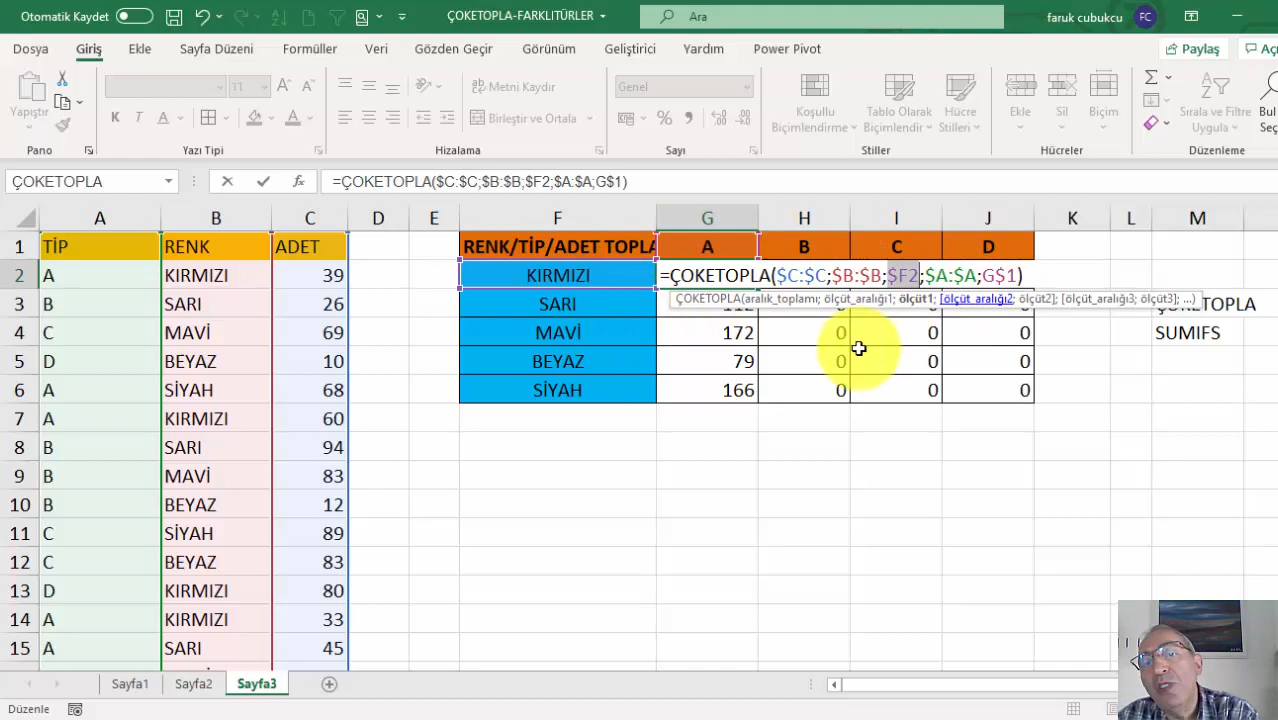 Otomatik Kaydet
ÇOKETOPLA-FARKLITÜRLER
Ara
faruk cubukcu
FC
Dosya Giriş Ekle Sayfa Düzeni Formüller Veri Gözden Geçir Görünüm Geliştirici Yardım Power Pivot
Paylaş
Yapıştır
Pano
11
K T A
Yazı Tipi
Metni Kaydır
Birleştir ve Ortala
Hizalama
Genel
Sayı
Koşullu Biçimlendirme
Tablo Olarak Biçimlendir
Hücre Stilleri
Stiller
Ekle Sil Biçim
Hücreler
Sırala ve Filtre Uygula
Düzenleme
ÇOKETOPLA
fx
=ÇOKETOPLA($C:$C;$B:$B;$F2;$A:$A;G$1)
A B C D E F G H I J K L M
1 TİP RENK ADET RENK/TİP/ADET TOPLA A B C D
2 A KIRMIZI 39 KIRMIZI =ÇOKETOPLA($C:$C;$B:$B;$F2;$A:$A;G$1)
ÇOKETOPLA(aralık_toplamı; ölçüt_aralığı1; ölçüt1; [ölçüt_aralığı2; ölçüt2]; [ölçüt_aralığı3; ölçüt3]; ...)
3 B SARI 26 SARI 112 0 0 0
4 C MAVİ 69 MAVİ 172 0 0 0 SUMIFS
5 D BEYAZ 10 BEYAZ 79 0 0 0
6 A SİYAH 68 SİYAH 166 0 0 0
7 A KIRMIZI 60
8 B SARI 94
9 B MAVİ 83
10 B BEYAZ 12
11 C SİYAH 89
12 C BEYAZ 83
13 D KIRMIZI 80
14 A KIRMIZI 33
15 A SARI 45
Sayfa1 Sayfa2 Sayfa3
Düzenle